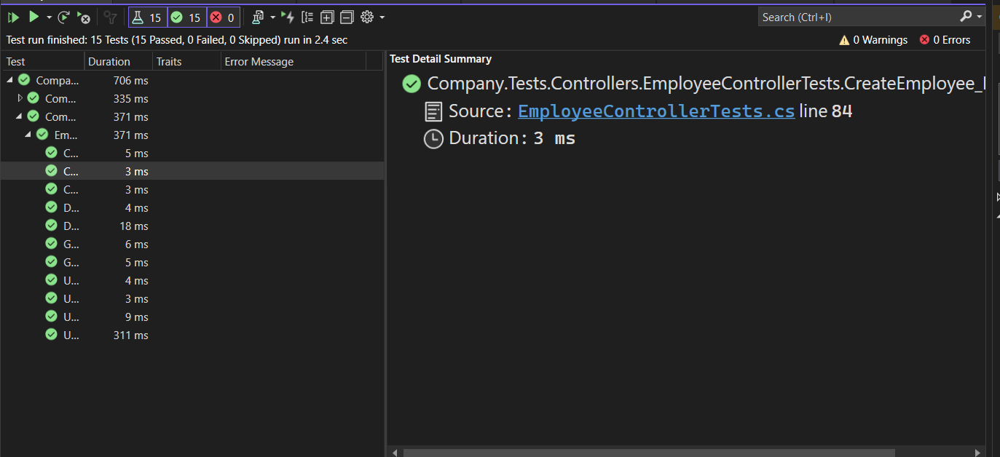 15 15 0 Search (Ctrl+I)
Test run finished: 15 Tests (15 Passed, 0 Failed, 0 Skipped) run in 2.4 sec 0 Warnings 0 Errors
Test Duration Traits Error Message
Compa... 706 ms
Com... 335 ms
Com... 371 ms
Em... 371 ms
C... 5 ms
C... 3 ms
C... 3 ms
D... 4 ms
D... 18 ms
G... 6 ms
G... 5 ms
U... 4 ms
U... 3 ms
U... 9 ms
U... 311 ms
Test Detail Summary
Company.Tests.Controllers.EmployeeControllerTests.CreateEmployee_
Source: EmployeeControllerTests.cs line 84
Duration: 3 ms